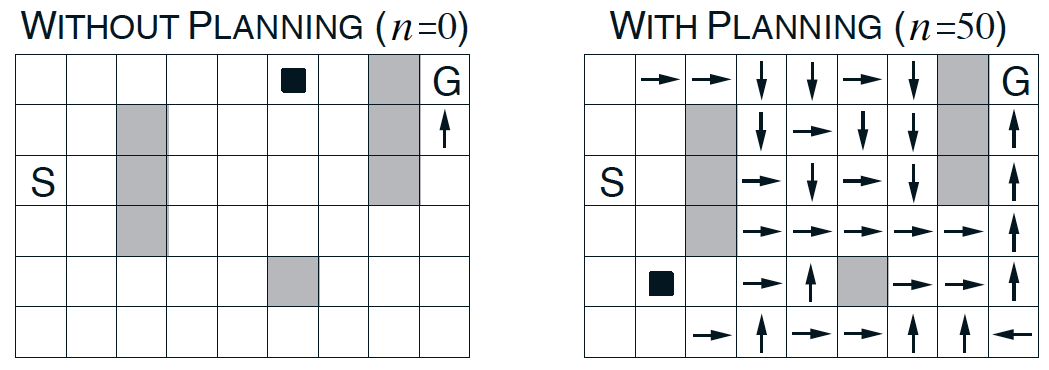 WITHOUT PLANNING (n=0)
WITH PLANNING (n=50)
G
G
S
S